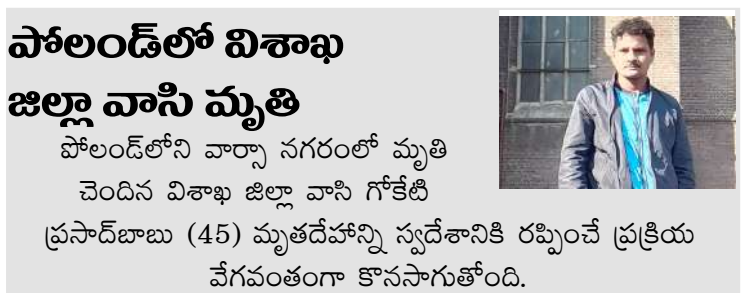 పోలండ్‌లో విశాఖ
జిల్లా వాసి మృతి
పోలండ్‌లోని వార్సా నగరంలో మృతి
చెందిన విశాఖ జిల్లా వాసి గోకేటి
ప్రసాద్‌బాబు (45) మృతదేహాన్ని స్వదేశానికి రప్పించే ప్రక్రియ
వేగవంతంగా కొనసాగుతోంది.